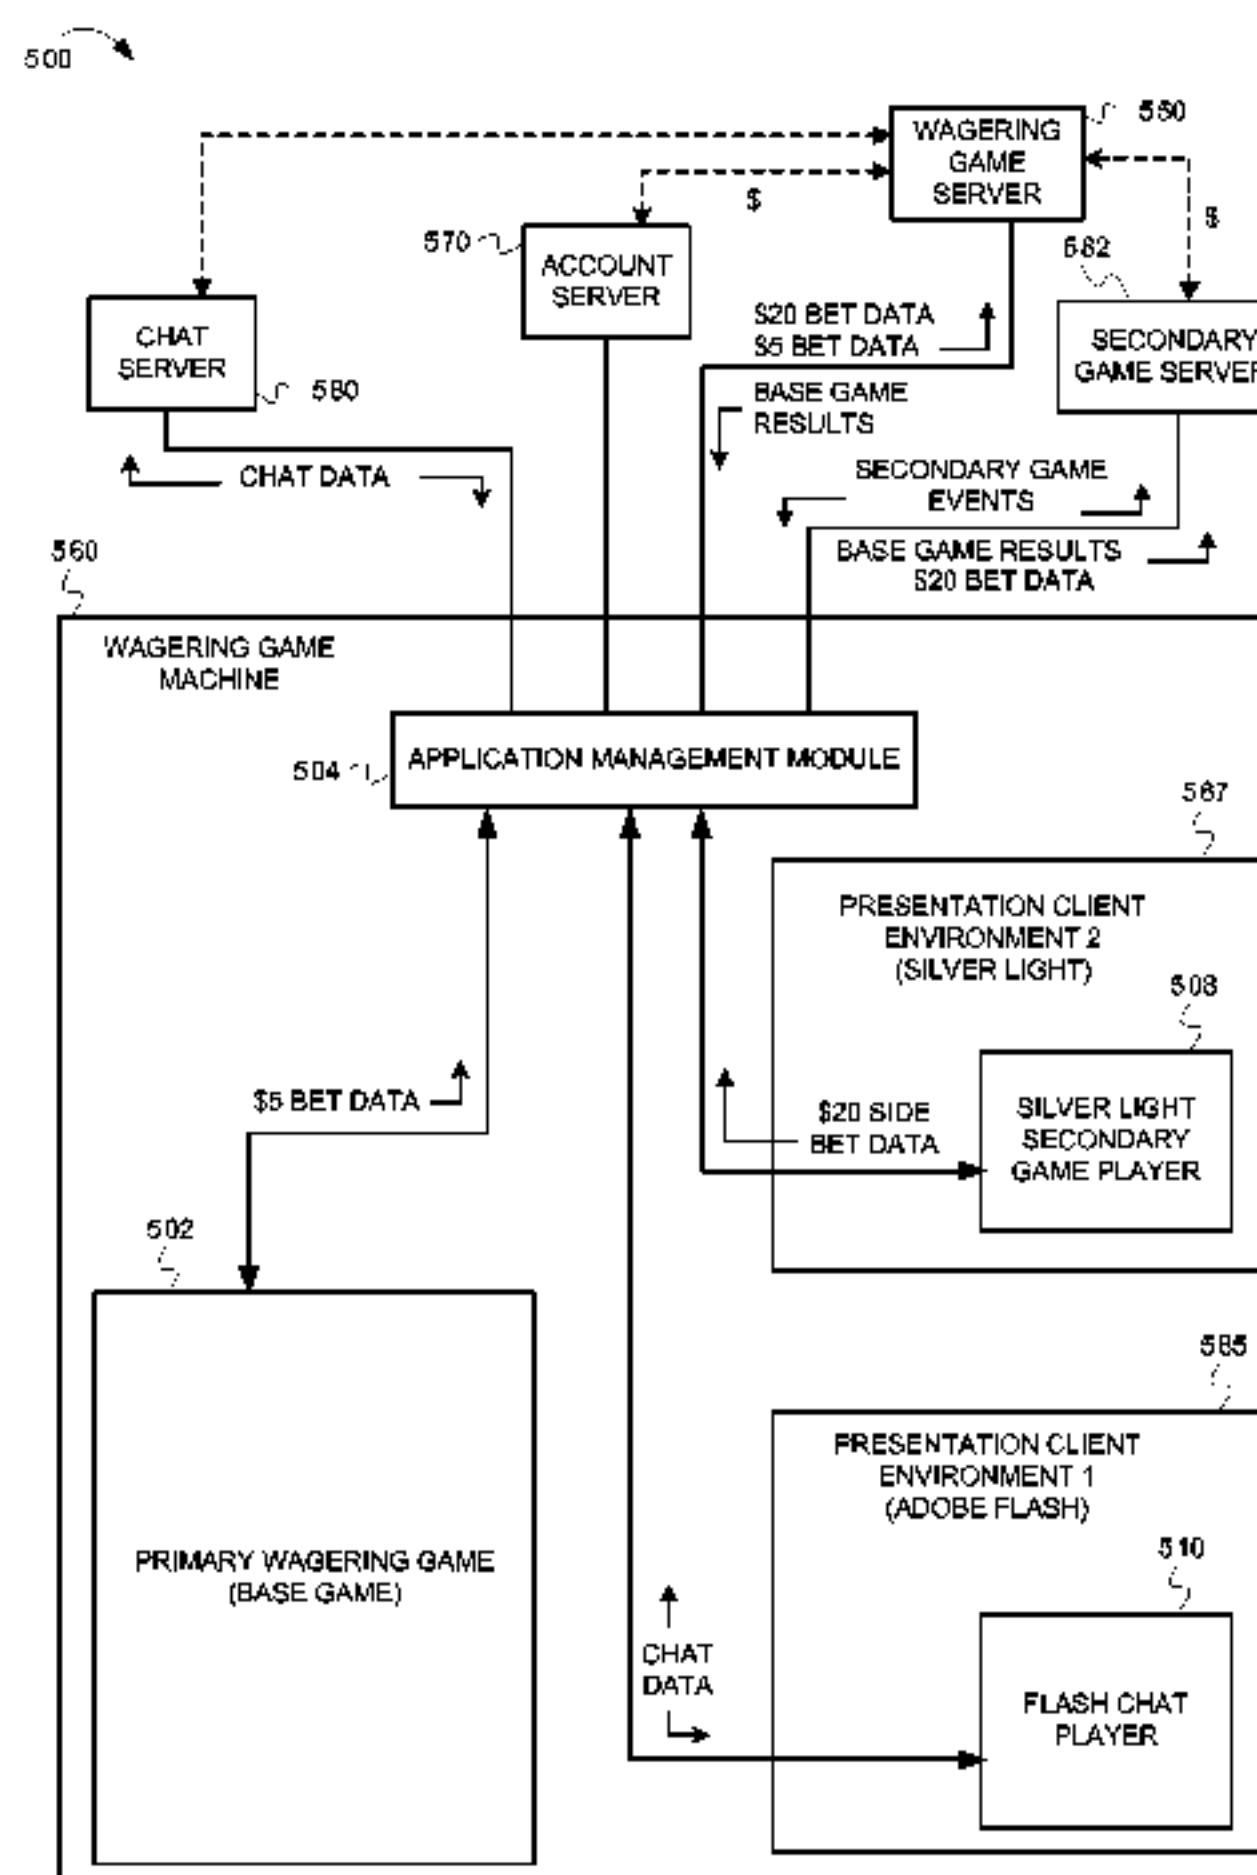 500
550
WAGERING
GAME
SERVER
$
$
570
582
ACCOUNT
SERVER
CHAT
SERVER
580
$20 BET DATA
$5 BET DATA
SECONDARY
GAME SERVER
BASE GAME
RESULTS
CHAT DATA
SECONDARY GAME
EVENTS
560
BASE GAME RESULTS
$20 BET DATA
WAGERING GAME
MACHINE
504
APPLICATION MANAGEMENT MODULE
587
PRESENTATION CLIENT
ENVIRONMENT 2
(SILVER LIGHT)
508
$5 BET DATA
$20 SIDE
BET DATA
SILVER LIGHT
SECONDARY
GAME PLAYER
502
585
PRESENTATION CLIENT
ENVIRONMENT 1
(ADOBE FLASH)
510
PRIMARY WAGERING GAME
(BASE GAME)
CHAT
DATA
FLASH CHAT
PLAYER